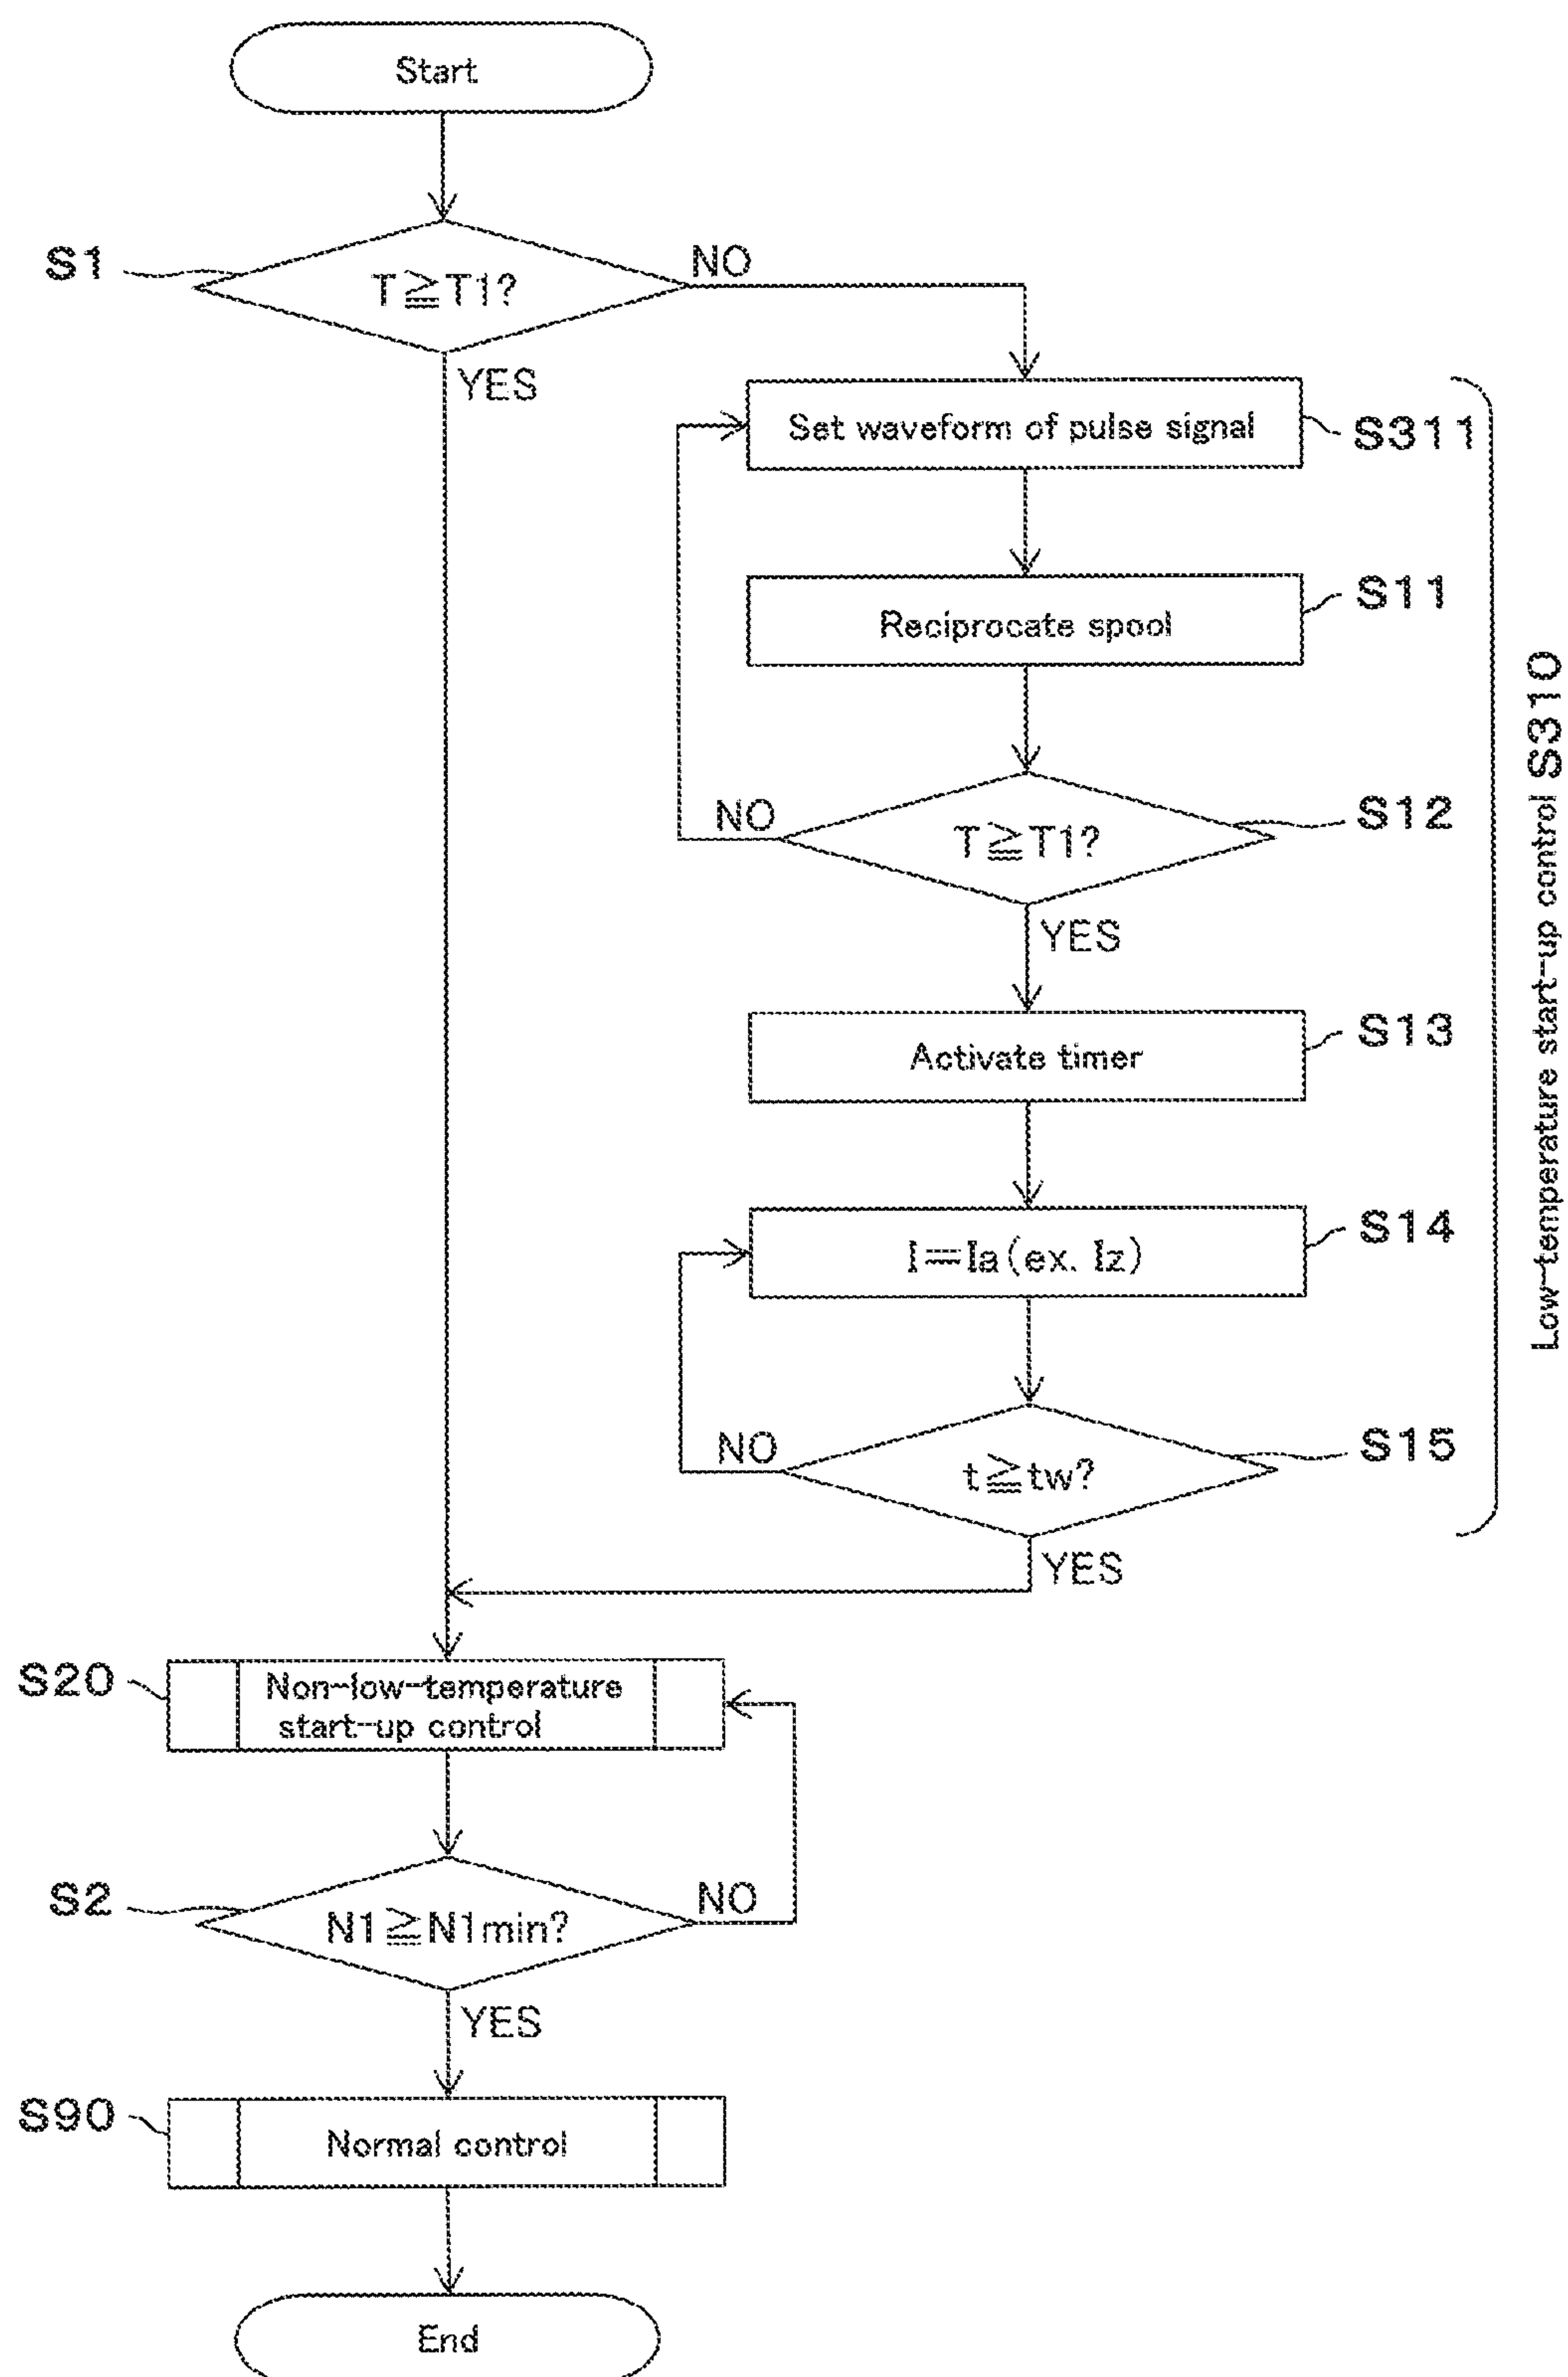 Start
S1
T≧T1?
NO
YES
Set waveform of pulse signal
S311
Reciprocate spool
S11
T≧T1?
S12
NO
YES
Activate timer
S13
I=Ia(ex. Iz)
S14
t≧tw?
S15
NO
YES
Low-temperature start-up control S310
S20
Non-low-temperature
start-up control
S2
N1≧N1min?
NO
YES
S90
Normal control
End